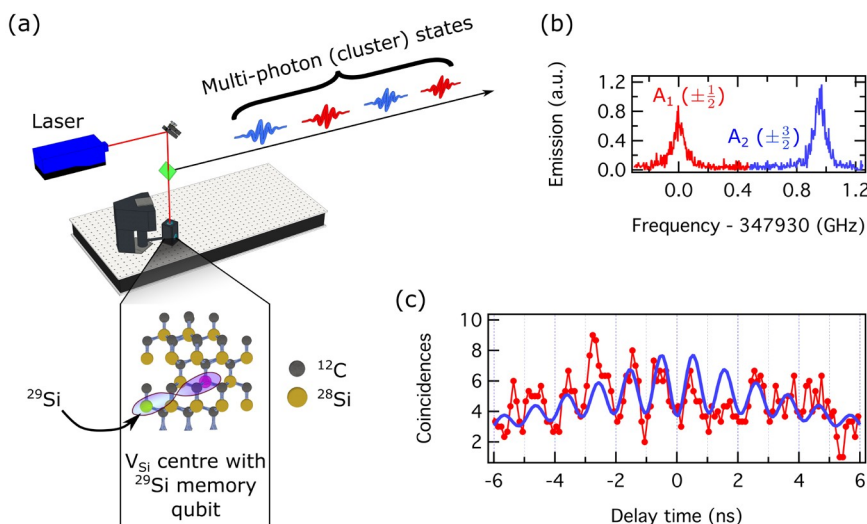 (a)
Multi-photon (cluster) states
Laser
²⁹Si
¹²C
²⁸Si
V_Si centre with
²⁹Si memory
qubit
(b)
Emission (a.u.)
1.2
0.8
0.4
0.0
A₁ (±½)
A₂ (±3/2)
0.0 0.4 0.8 1.2
Frequency - 347930 (GHz)
(c)
Coincidences
10
8
6
4
2
-6 -4 -2 0 2 4 6
Delay time (ns)